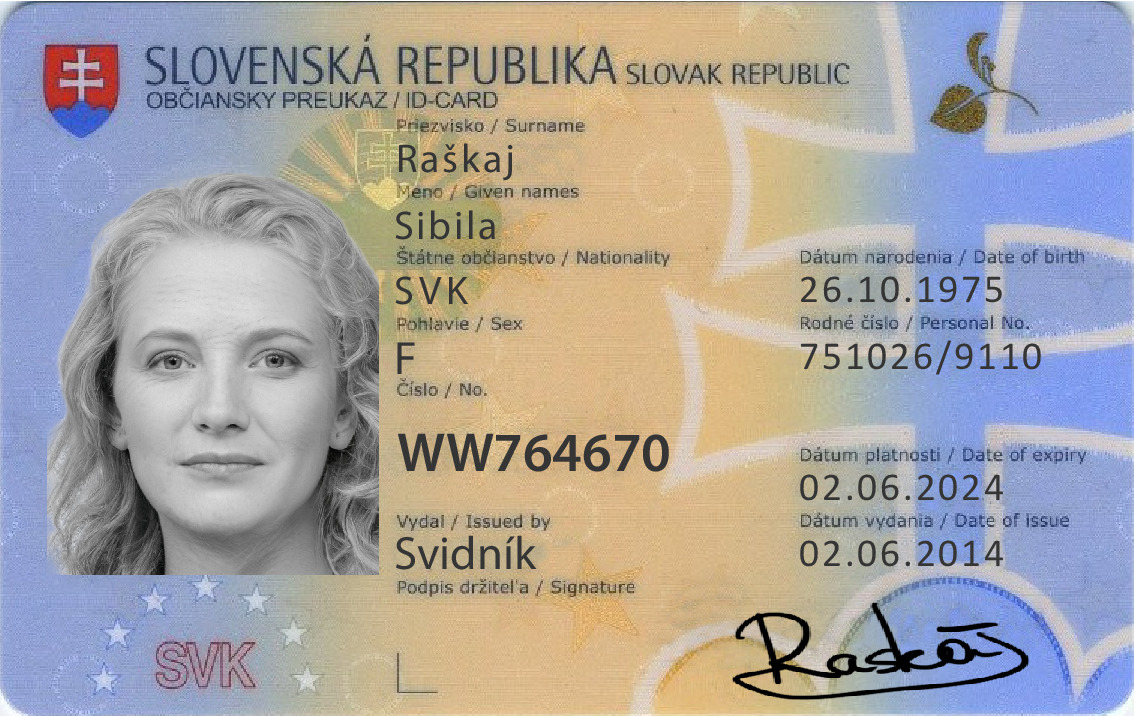 SLOVENSKÁ REPUBLIKA SLOVAK REPUBLIC
OBČIANSKY PREUKAZ / ID-CARD
Priezvisko / Surname
Raškaj
Meno / Given names
Sibila
Štátne občianstvo / Nationality
SVK
Dátum narodenia / Date of birth
26.10.1975
Pohlavie / Sex
F
Rodné číslo / Personal No.
751026/9110
Číslo / No.
WW764670
Dátum platnosti / Date of expiry
02.06.2024
Vydal / Issued by
Svidník
Dátum vydania / Date of issue
02.06.2014
Podpis držiteľa / Signature
Raškaj
SVK